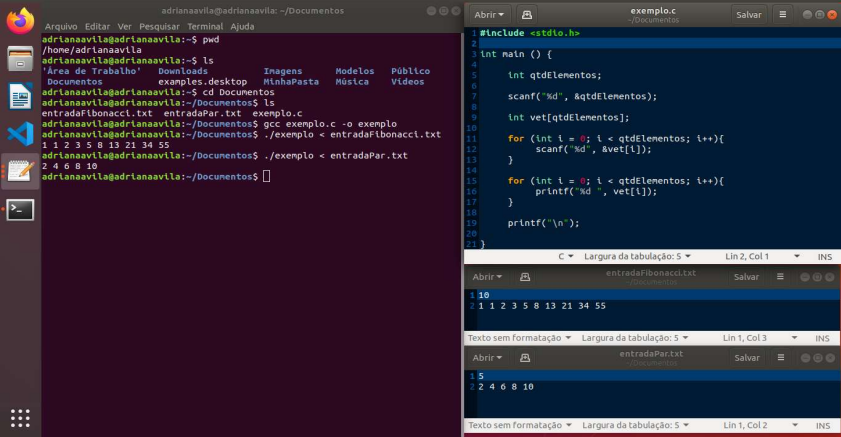 adrianaavila@adrianaavila: ~/Documentos
Arquivo Editar Ver Pesquisar Terminal Ajuda
adrianaavila@adrianaavila:~$ pwd
/home/adrianaavila
adrianaavila@adrianaavila:~$ ls
'Área de Trabalho' Downloads Imagens Modelos Público
Documentos examples.desktop MinhaPasta Música Vídeos
adrianaavila@adrianaavila:~$ cd Documentos
adrianaavila@adrianaavila:~/Documentos$ ls
entradaFibonacci.txt entradaPar.txt exemplo.c
adrianaavila@adrianaavila:~/Documentos$ gcc exemplo.c -o exemplo
adrianaavila@adrianaavila:~/Documentos$ ./exemplo < entradaFibonacci.txt
1 1 2 3 5 8 13 21 34 55
adrianaavila@adrianaavila:~/Documentos$ ./exemplo < entradaPar.txt
2 4 6 8 10
adrianaavila@adrianaavila:~/Documentos$
Abrir exemplo.c Salvar
~/Documentos
1 #include <stdio.h>
2
3 int main () {
4
5 int qtdElementos;
6
7 scanf("%d", &qtdElementos);
8
9 int vet[qtdElementos];
10
11 for (int i = 0; i < qtdElementos; i++){
12 scanf("%d", &vet[i]);
13 }
14
15 for (int i = 0; i < qtdElementos; i++){
16 printf("%d ", vet[i]);
17 }
18
19 printf("\n");
20
21 }
C Largura da tabulação: 5 Lin 2, Col 1 INS
Abrir entradaFibonacci.txt Salvar
~/Documentos
1 10
2 1 1 2 3 5 8 13 21 34 55
Texto sem formatação Largura da tabulação: 5 Lin 1, Col 3 INS
Abrir entradaPar.txt Salvar
~/Documentos
1 5
2 2 4 6 8 10
Texto sem formatação Largura da tabulação: 5 Lin 1, Col 2 INS